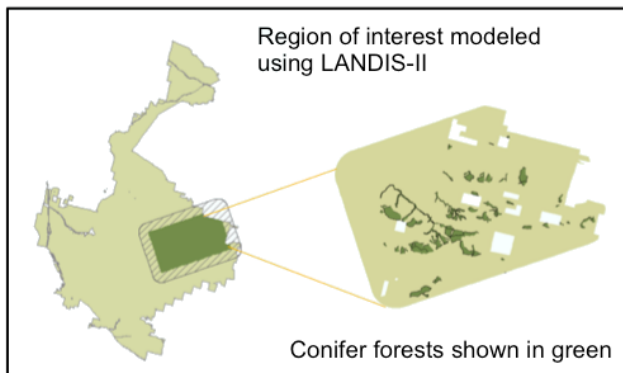 Region of interest modeled
using LANDIS-II
Conifer forests shown in green